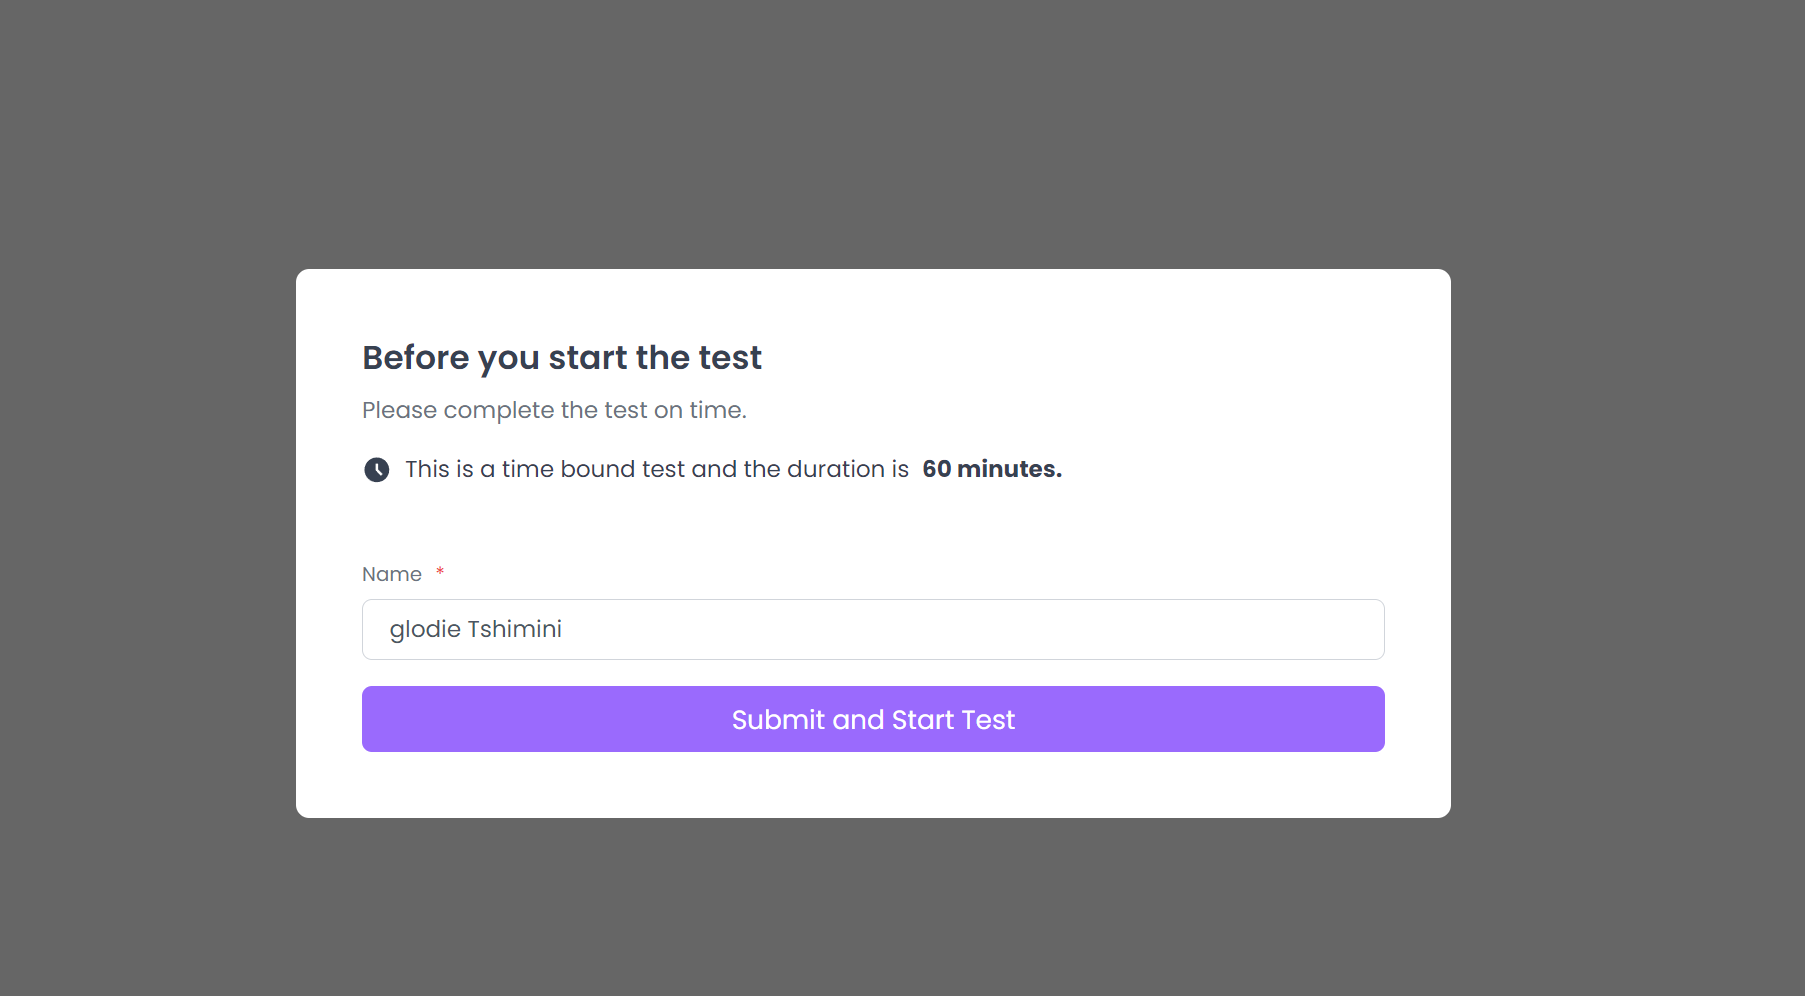 Before you start the test
Please complete the test on time.
This is a time bound test and the duration is 60 minutes.
Name *
glodie Tshimini
Submit and Start Test